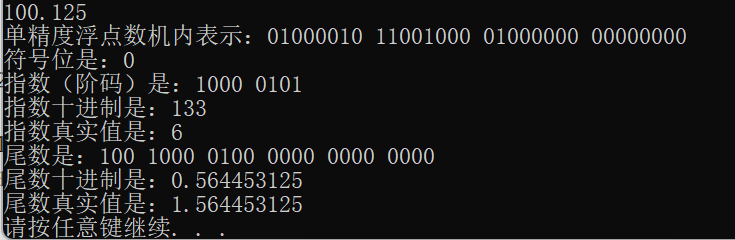 100.125
单精度浮点数机内表示：01000010 11001000 01000000 00000000
符号位是：0
指数（阶码）是：1000 0101
指数十进制是：133
指数真实值是：6
尾数是：100 1000 0100 0000 0000 0000
尾数十进制是：0.564453125
尾数真实值是：1.564453125
请按任意键继续. . .